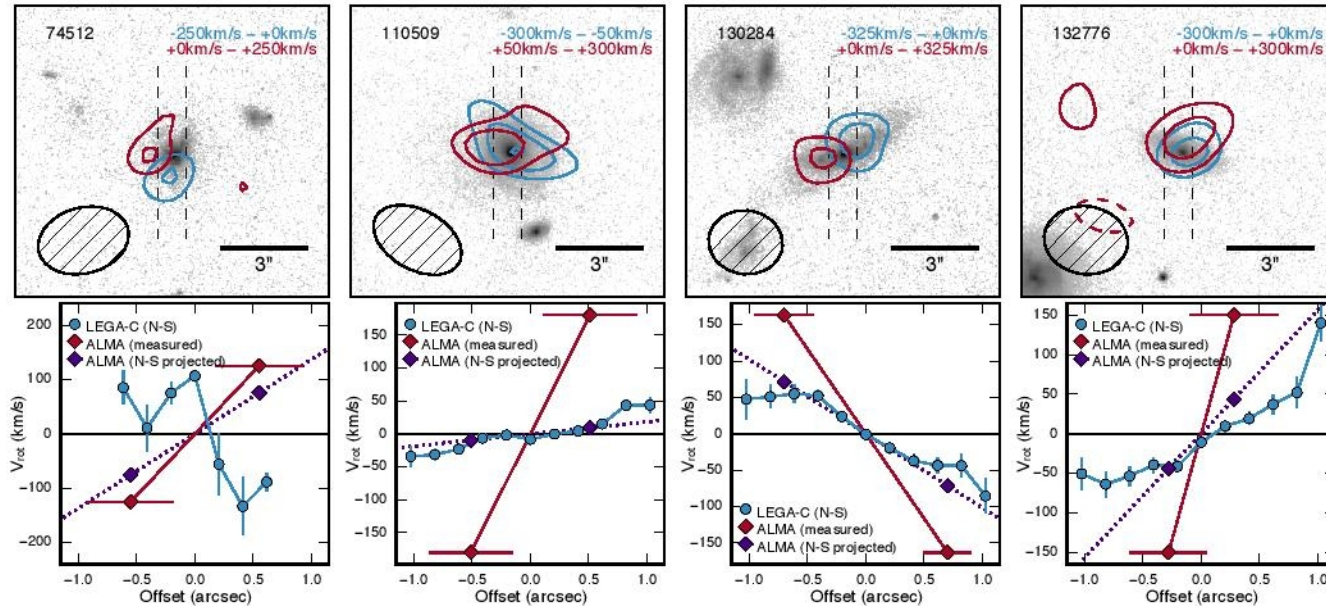 74512
-250km/s - +0km/s
+0km/s - +250km/s
3"
110509
-300km/s - -50km/s
+50km/s - +300km/s
3"
130284
-325km/s - +0km/s
+0km/s - +325km/s
3"
132776
-300km/s - +0km/s
+0km/s - +300km/s
3"
LEGA-C (N-S)
ALMA (measured)
ALMA (N-S projected)
200
100
0
-100
-200
V_rot (km/s)
-1.0 -0.5 0.0 0.5 1.0
Offset (arcsec)
LEGA-C (N-S)
ALMA (measured)
ALMA (N-S projected)
150
100
50
0
-50
-100
-150
V_rot (km/s)
-1.0 -0.5 0.0 0.5 1.0
Offset (arcsec)
150
100
50
0
-50
-100
-150
V_rot (km/s)
LEGA-C (N-S)
ALMA (measured)
ALMA (N-S projected)
-1.0 -0.5 0.0 0.5 1.0
Offset (arcsec)
LEGA-C (N-S)
ALMA (measured)
ALMA (N-S projected)
150
100
50
0
-50
-100
-150
V_rot (km/s)
-1.0 -0.5 0.0 0.5 1.0
Offset (arcsec)